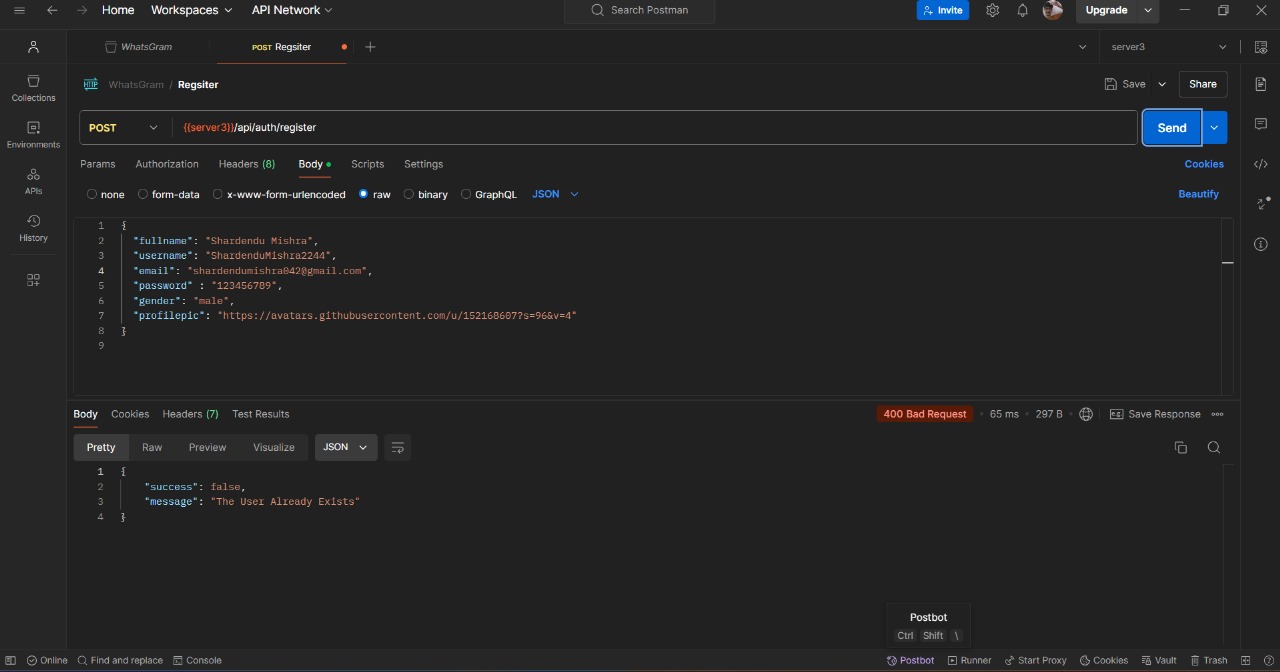 Home Workspaces API Network Search Postman Invite Upgrade
WhatsGram POST Regsiter server3
WhatsGram / Regsiter Save Share
Collections
POST {{server3}}/api/auth/register Send
Environments
Params Authorization Headers (8) Body Scripts Settings Cookies
APIs
none form-data x-www-form-urlencoded raw binary GraphQL JSON Beautify
History
1 {
2 "fullname": "Shardendu Mishra",
3 "username": "ShardenduMishra2244",
4 "email": "shardendumishra042@gmail.com",
5 "password" : "123456789",
6 "gender": "male",
7 "profilepic": "https://avatars.githubusercontent.com/u/152168607?s=96&v=4"
8 }
9
Body Cookies Headers (7) Test Results 400 Bad Request 65 ms 297 B Save Response
Pretty Raw Preview Visualize JSON
1 {
2 "success": false,
3 "message": "The User Already Exists"
4 }
Postbot
Ctrl Shift \
Online Find and replace Console Postbot Runner Start Proxy Cookies Vault Trash